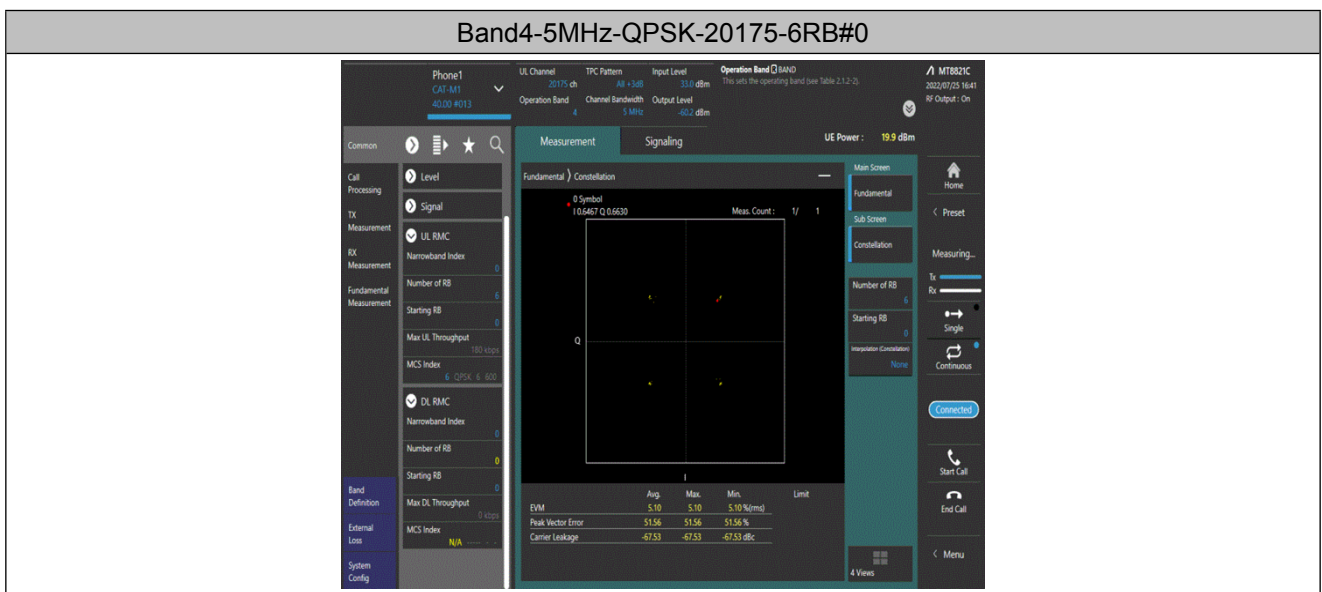 Band4-5MHz-QPSK-20175-6RB#0
Phone1
CAT-M1
40.00 #013
UL Channel
20175 ch
TPC Pattern
All +3dB
Input Level
33.0 dBm
Operation Band
4
Channel Bandwidth
5 MHz
Output Level
-60.2 dBm
Operation Band BAND
This sets the operating band (see Table 2.1.2-2).
MT8821C
2022/07/25 16:41
RF Output : On
Common
Measurement
Signaling
UE Power : 19.9 dBm
Call
Processing
TX
Measurement
RX
Measurement
Fundamental
Measurement
Band
Definition
External
Loss
System
Config
Level
Signal
UL RMC
Narrowband Index
0
Number of RB
6
Starting RB
0
Max UL Throughput
180 kbps
MCS Index
6 QPSK 6 600
DL RMC
Narrowband Index
0
Number of RB
0
Starting RB
0
Max DL Throughput
0 kbps
MCS Index
N/A ---- - -
Fundamental 〉 Constellation
0 Symbol
I 0.6467 Q 0.6630
Meas. Count : 1/ 1
Q
I
Avg. Max. Min. Limit
EVM 5.10 5.10 5.10 %(rms)
Peak Vector Error 51.56 51.56 51.56 %
Carrier Leakage -67.53 -67.53 -67.53 dBc
Main Screen
Fundamental
Sub Screen
Constellation
Number of RB
6
Starting RB
0
Interpolation (Constellation)
None
4 Views
Home
Preset
Measuring...
Tx
Rx
Single
Continuous
Connected
Start Call
End Call
Menu